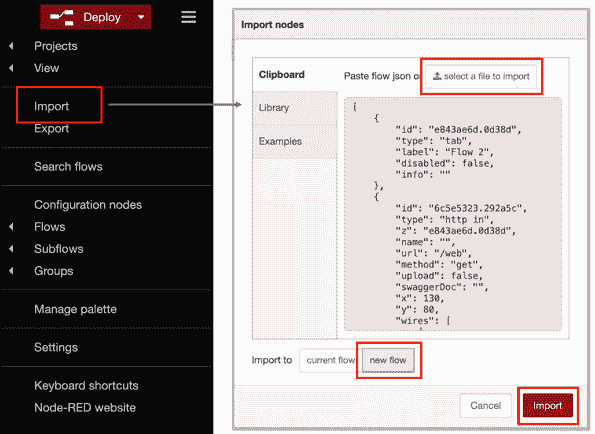 Deploy
Projects
View
Import
Export
Search flows
Configuration nodes
Flows
Subflows
Groups
Manage palette
Settings
Keyboard shortcuts
Node-RED website
Import nodes
Clipboard
Library
Examples
Paste flow json o
select a file to import
[
{
"id": "e843ae6d.0d38d",
"type": "tab",
"label": "Flow 2",
"disabled": false,
"info": ""
},
{
"id": "6c5e5323.292a5c",
"type": "http in",
"z": "e843ae6d.0d38d",
"name": "",
"url": "/web",
"method": "get",
"upload": false,
"swaggerDoc": "",
"x": 130,
"y": 80,
"wires": [
Import to
current flow
new flow
Cancel
Import